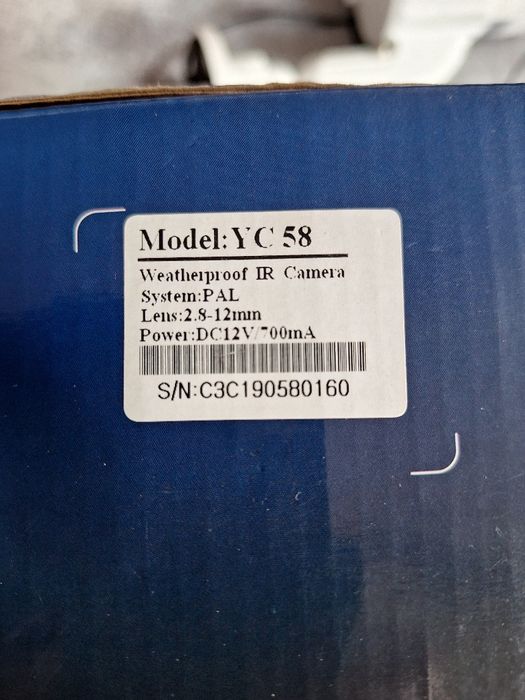 Model:YC 58
Weatherproof IR Camera
System:PAL
Lens:2.8-12mm
Power:DC12V/700mA
S/N:C3C190580160